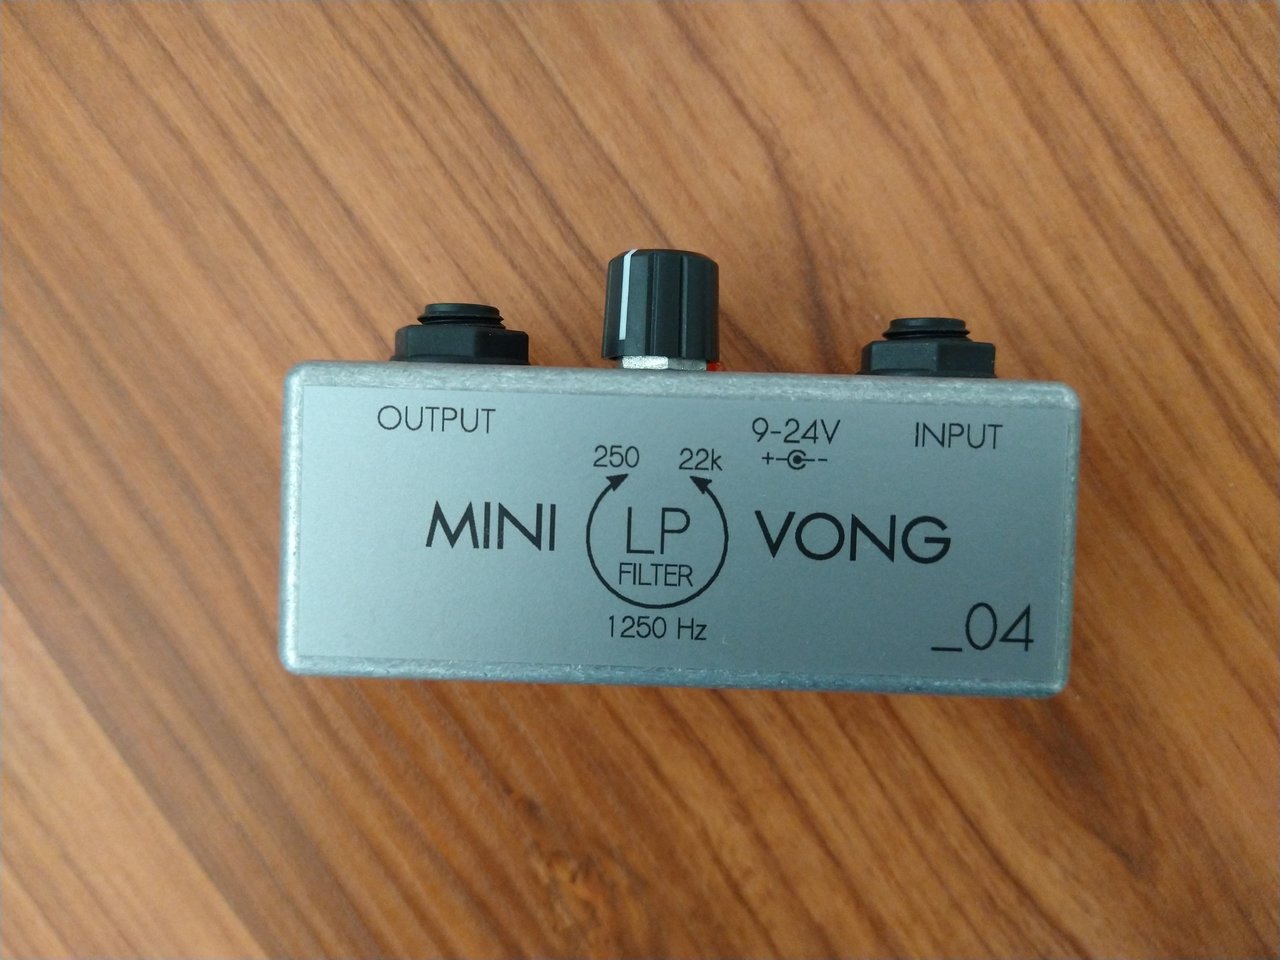 OUTPUT
9-24V
INPUT
250
22k
+ -
MINI
LP
FILTER
VONG
1250 Hz
_04